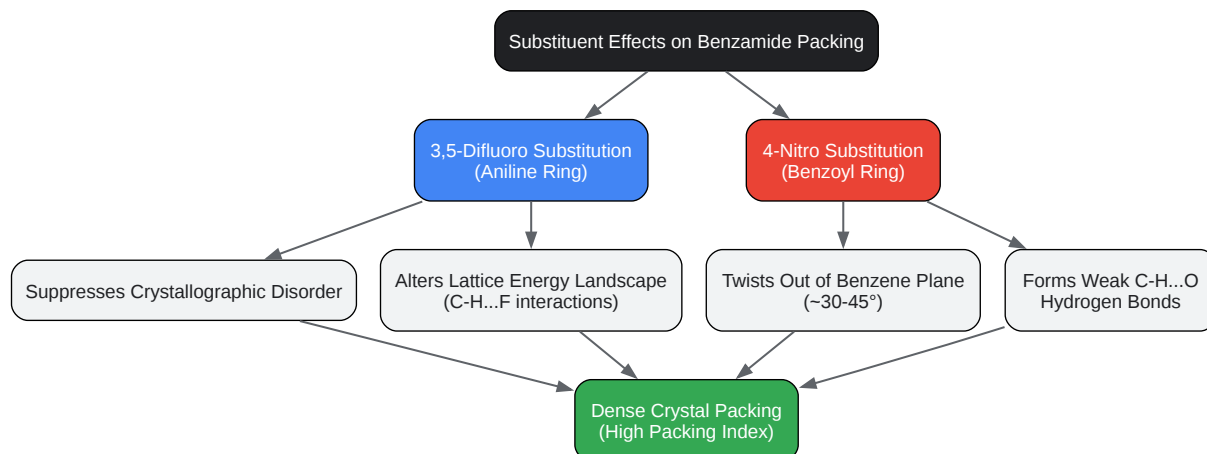 Substituent Effects on Benzamide Packing
3,5-Difluoro Substitution
(Aniline Ring)
4-Nitro Substitution
(Benzoyl Ring)
Suppresses Crystallographic Disorder
Alters Lattice Energy Landscape
(C-H...F interactions)
Twists Out of Benzene Plane
(~30-45°)
Forms Weak C-H...O
Hydrogen Bonds
Dense Crystal Packing
(High Packing Index)